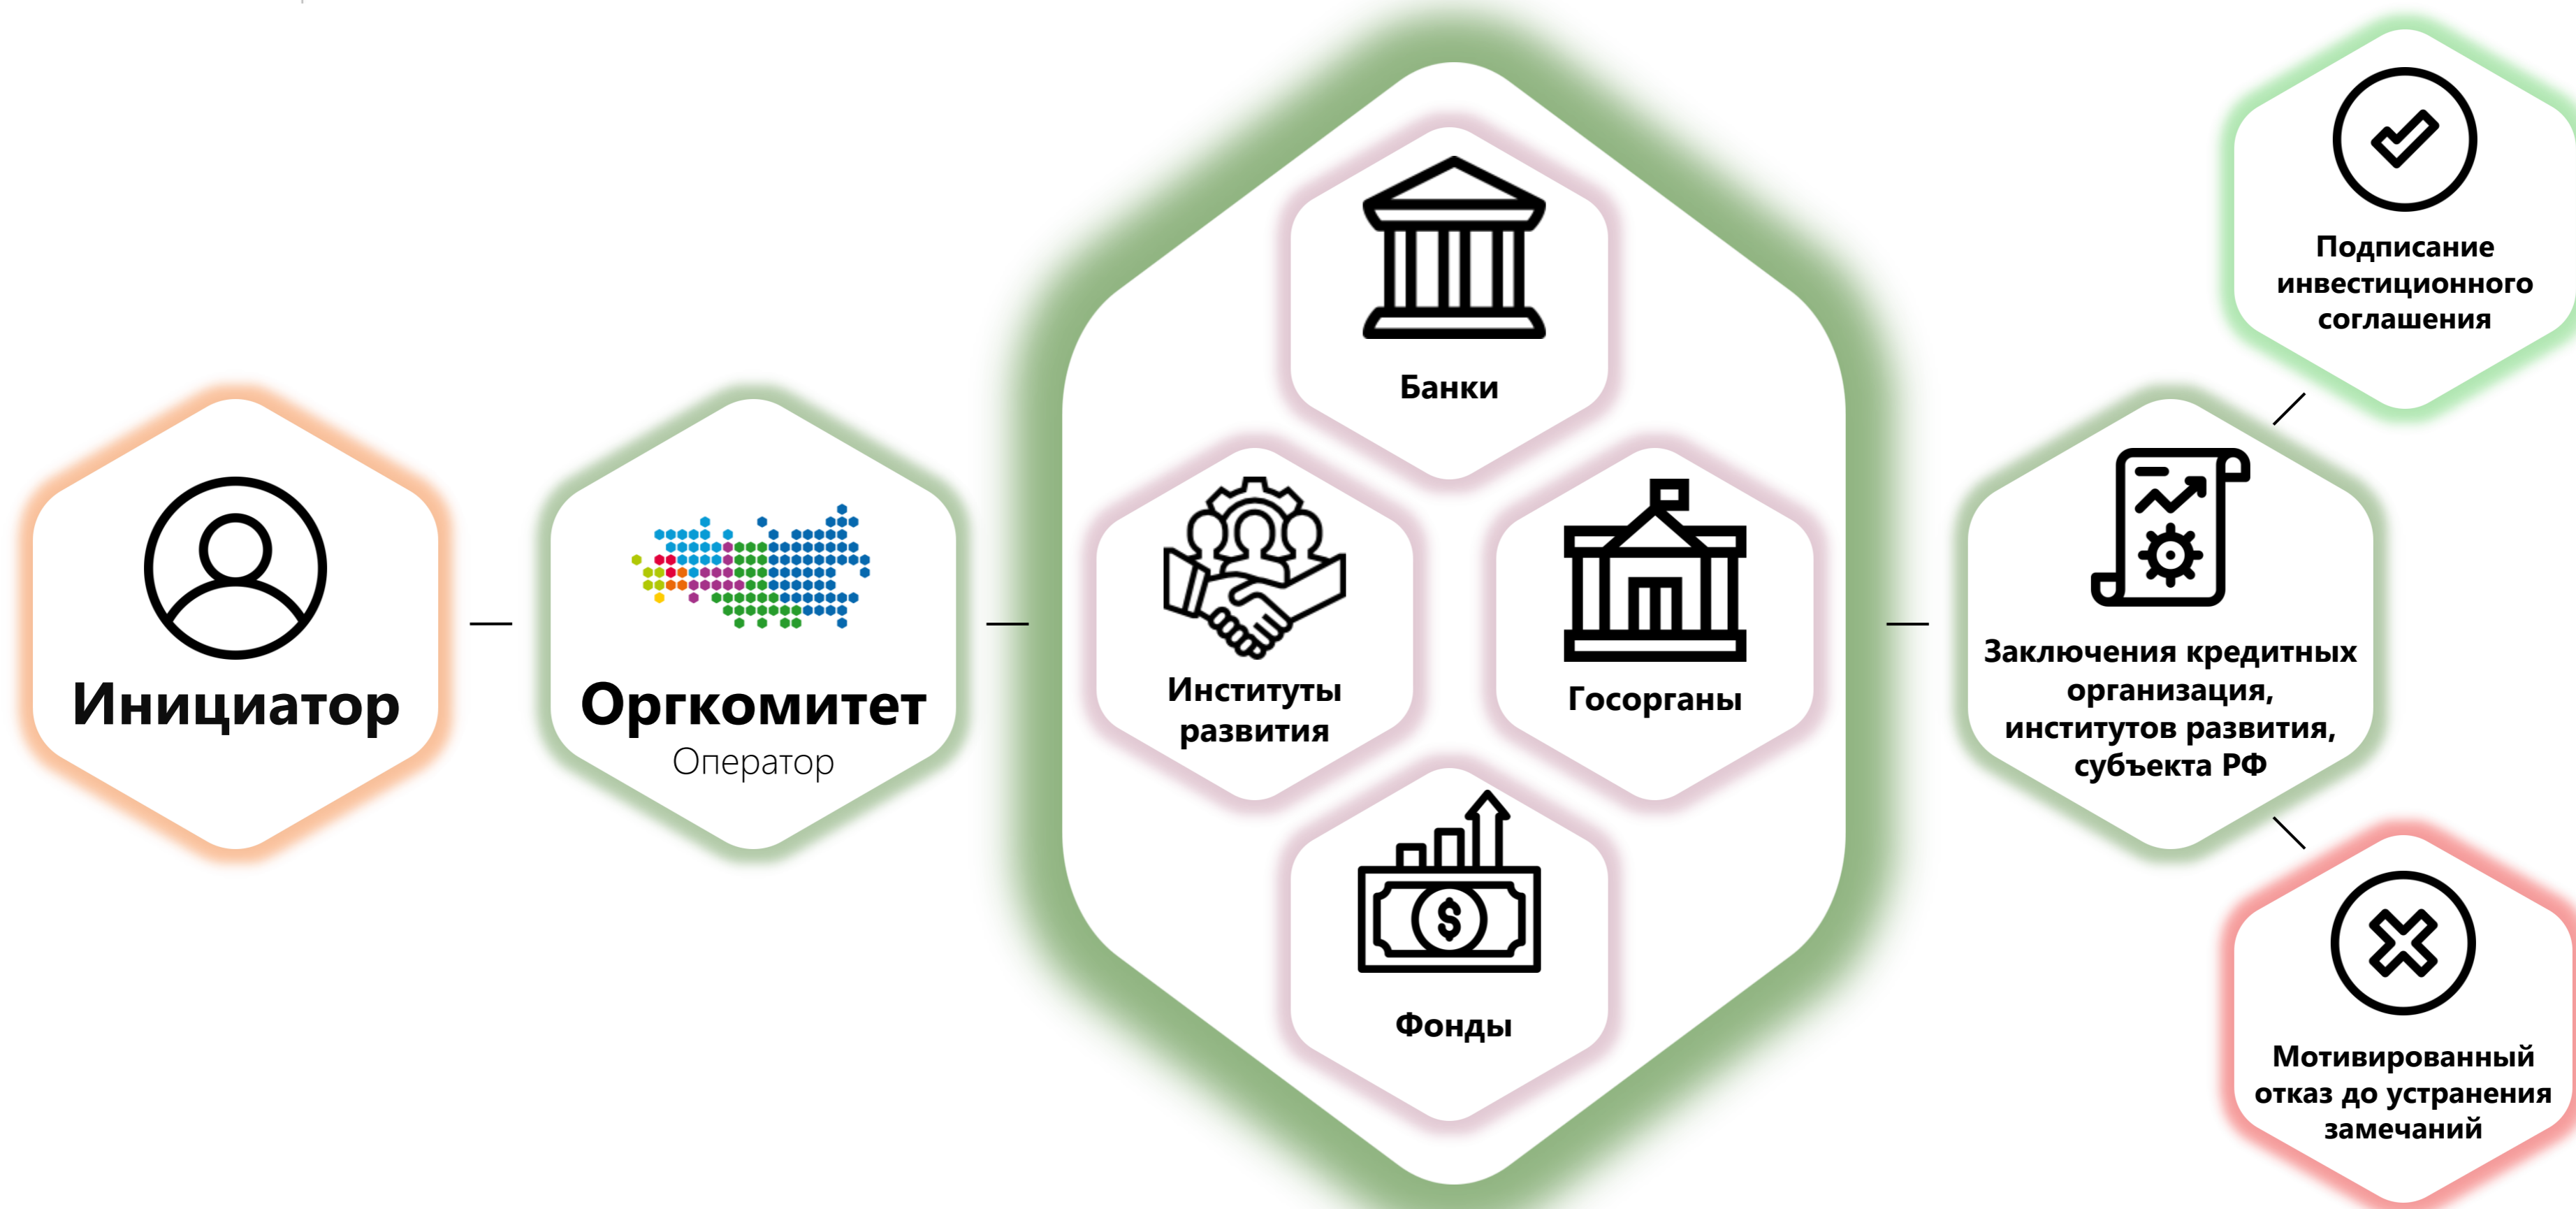 Инициатор
Оргкомитет
Оператор
Банки
Институты
развития
Госорганы
Фонды
Заключения кредитных
организация,
институтов развития,
субъекта РФ
Подписание
инвестиционного
соглашения
Мотивированный
отказ до устранения
замечаний